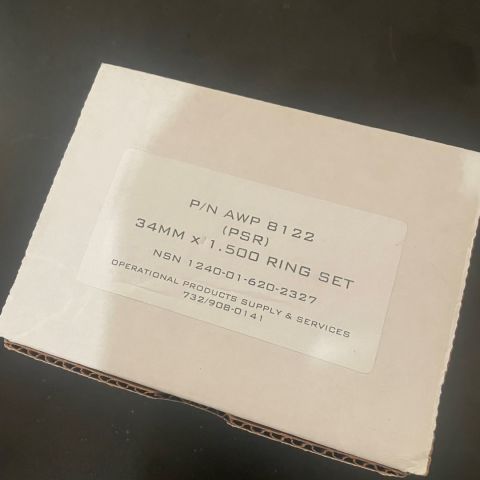 P/N AWP 8122
(PSR)
34MM x 1.500 RING SET
NSN 1240-01-620-2327
OPERATIONAL PRODUCTS SUPPLY & SERVICES
732/908-0141